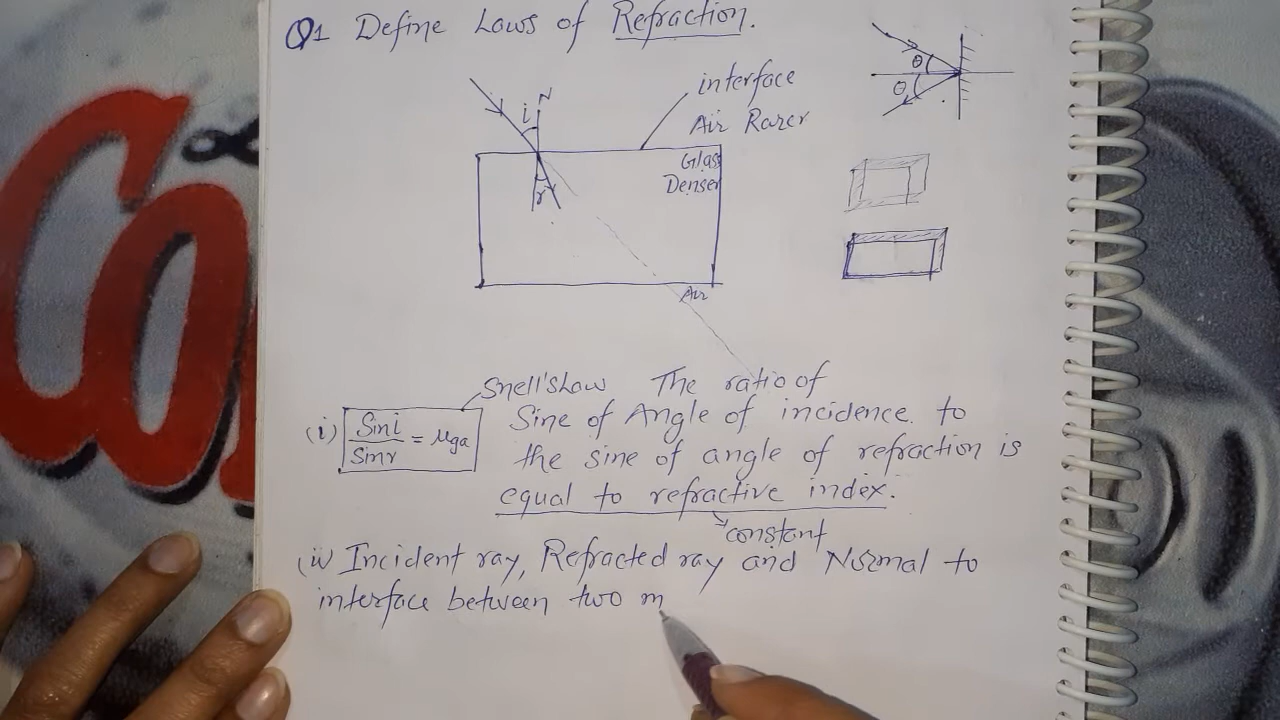 Q1 Define Laws of Refraction.
θ
θ
N
i
interface
Air Rarer
Glass
Denser
r
Air
Snell's Law The ratio of
(i) Sin i / Sin r = μga Sine of Angle of incidence. to
the sine of angle of refraction is
equal to refractive index.
constant
(ii) Incident ray, Refracted ray and Normal to
interface between two m